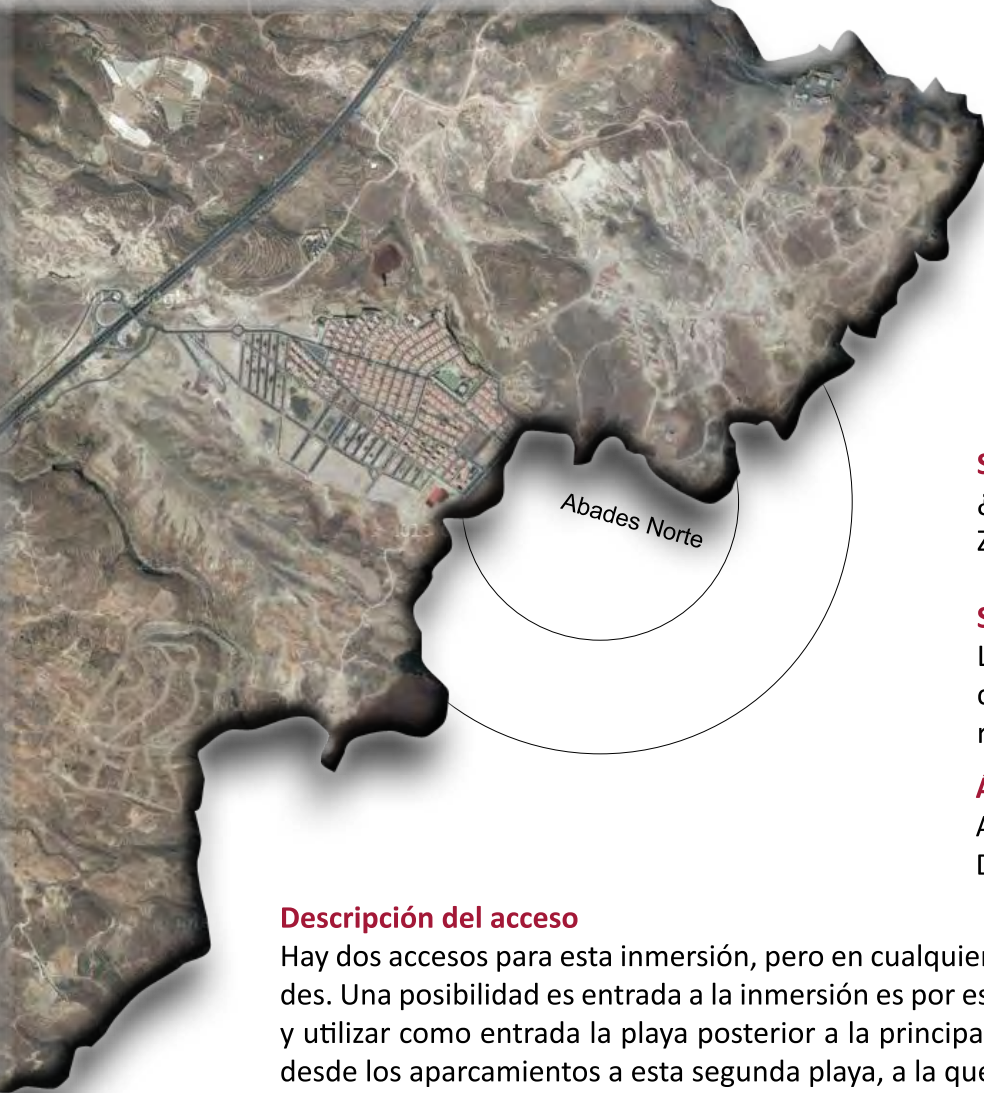 Abades Norte
S
¿
Z
S
L
c
r
Á
A
D
Descripción del acceso
Hay dos accesos para esta inmersión, pero en cualquier
des. Una posibilidad es entrada a la inmersión es por es
y utilizar como entrada la playa posterior a la principa
desde los aparcamientos a esta segunda playa, a la que